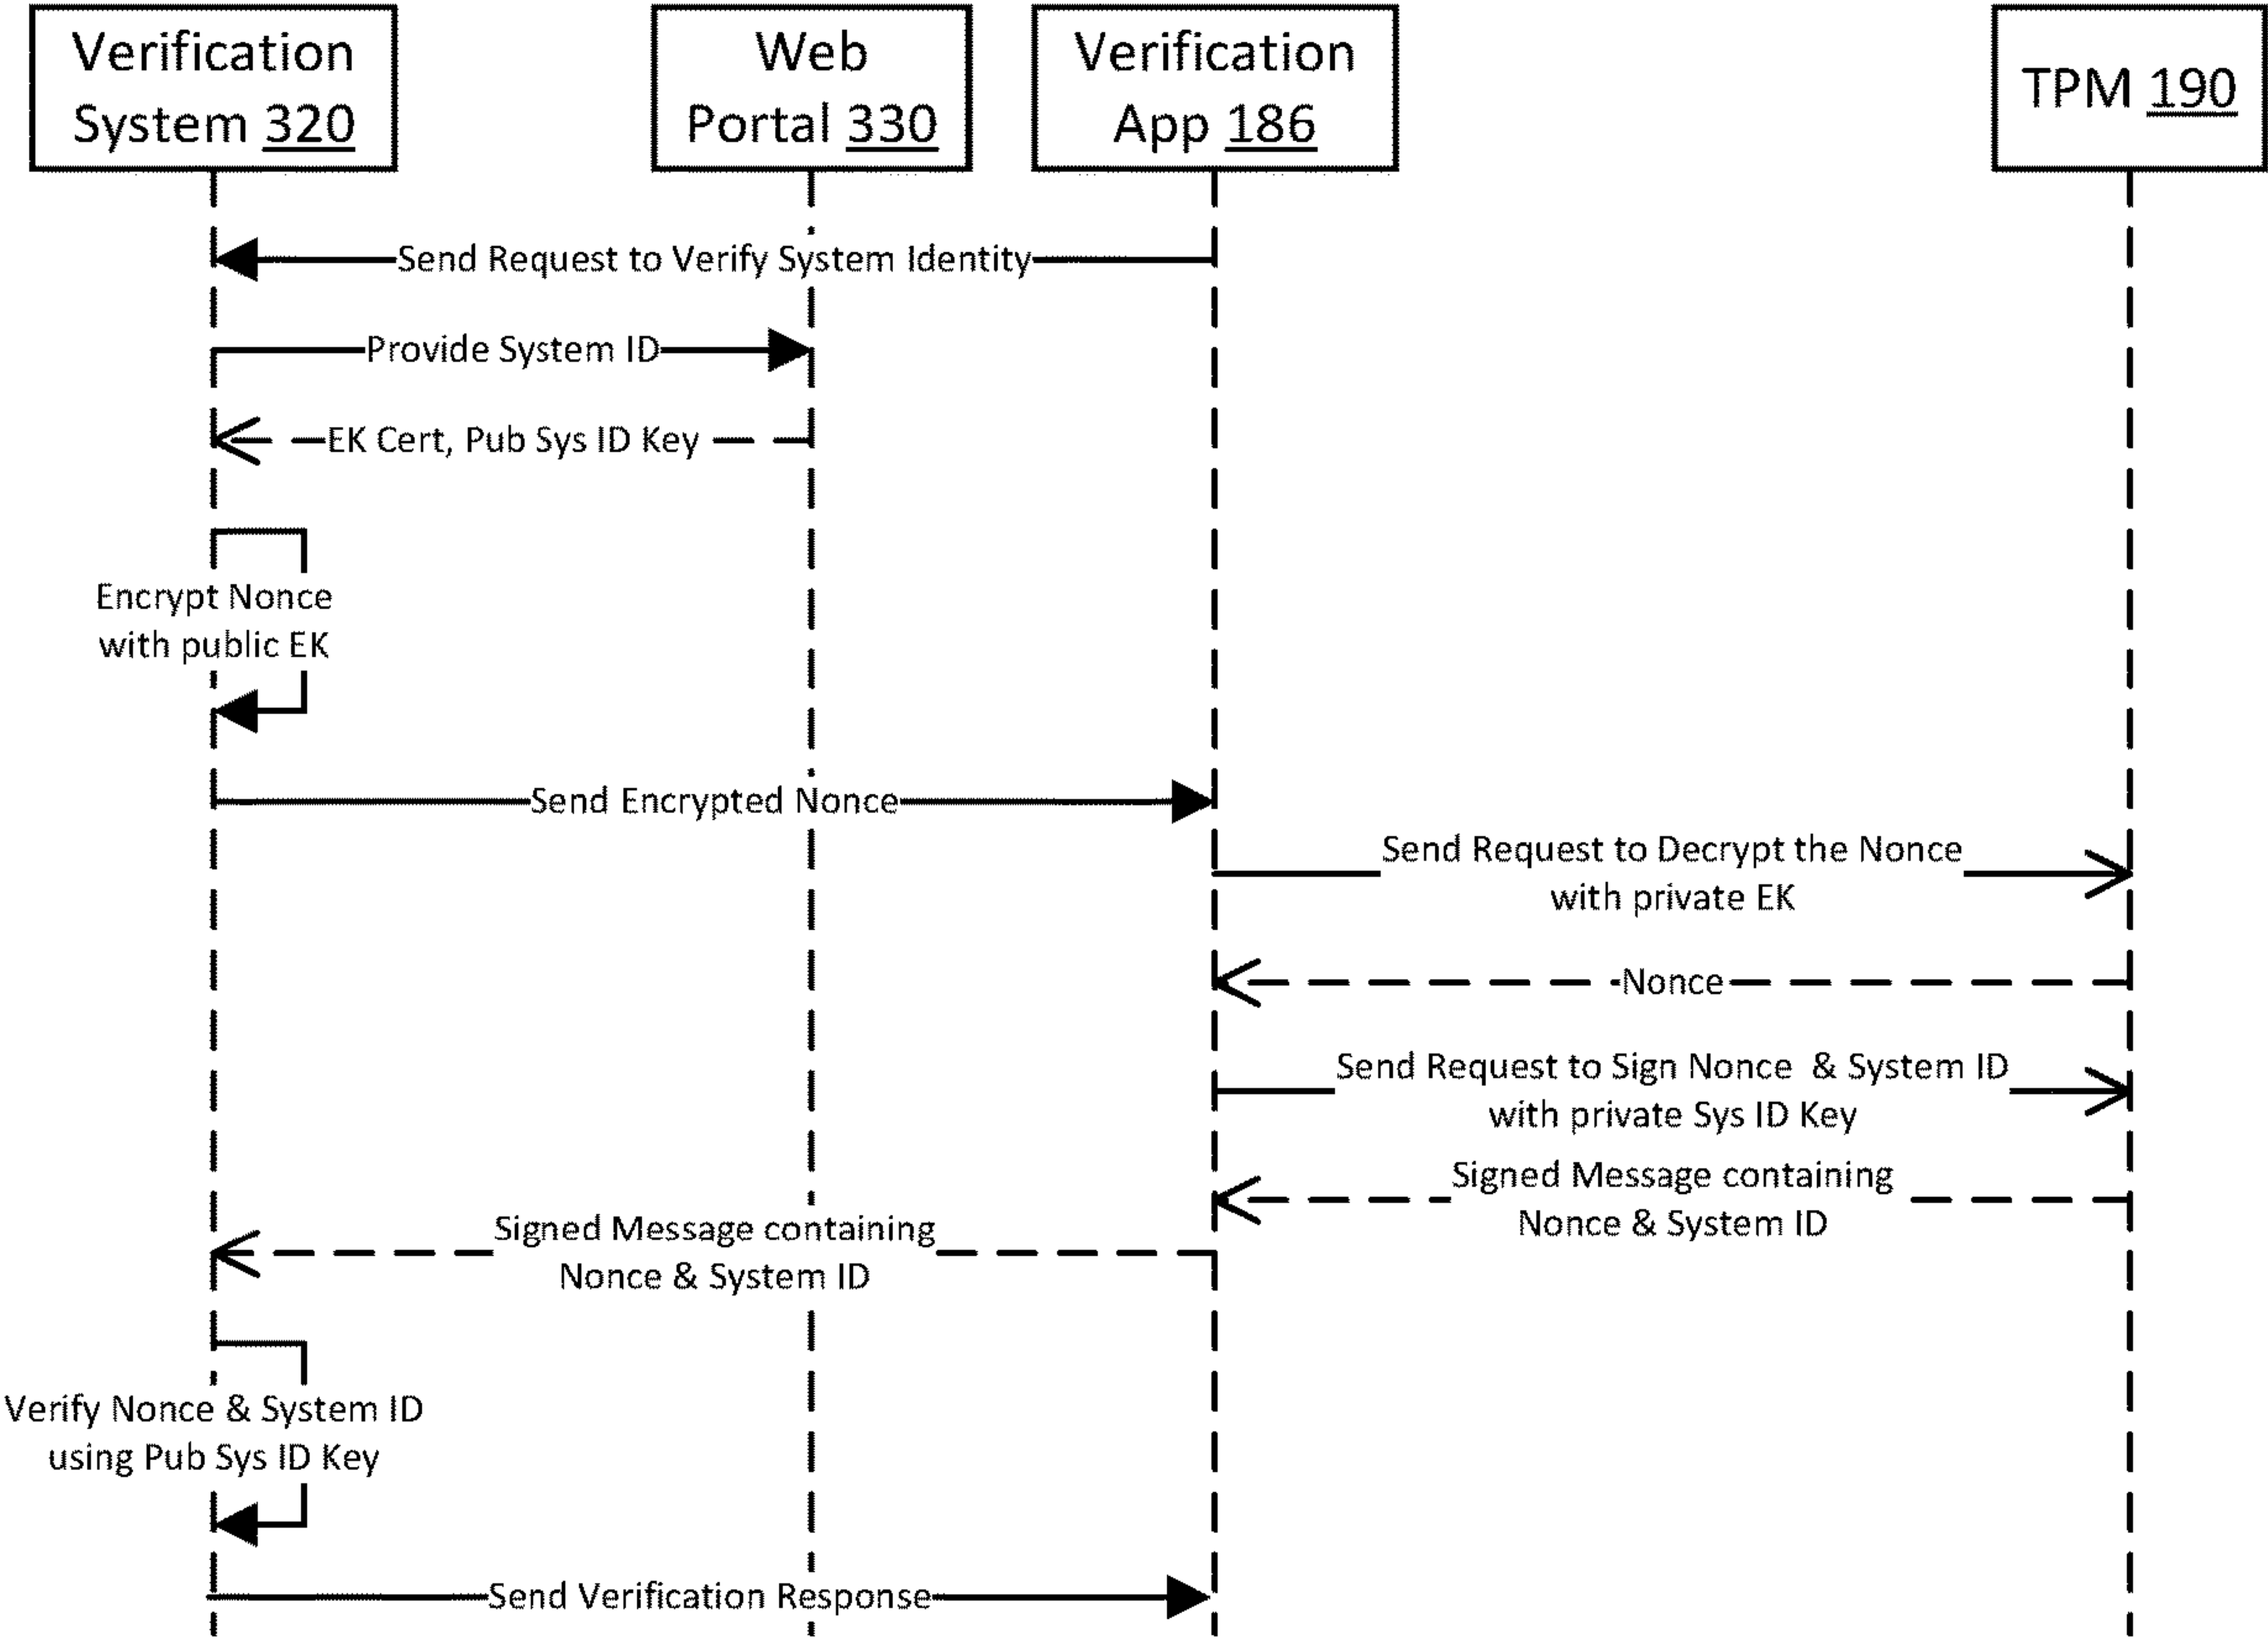 Verification
System 320
Web
Portal 330
Verification
App 186
TPM 190
Send Request to Verify System Identity
Provide System ID
EK Cert, Pub Sys ID Key
Encrypt Nonce
with public EK
Send Encrypted Nonce
Send Request to Decrypt the Nonce
with private EK
Nonce
Send Request to Sign Nonce & System ID
with private Sys ID Key
Signed Message containing
Nonce & System ID
Signed Message containing
Nonce & System ID
Verify Nonce & System ID
using Pub Sys ID Key
Send Verification Response